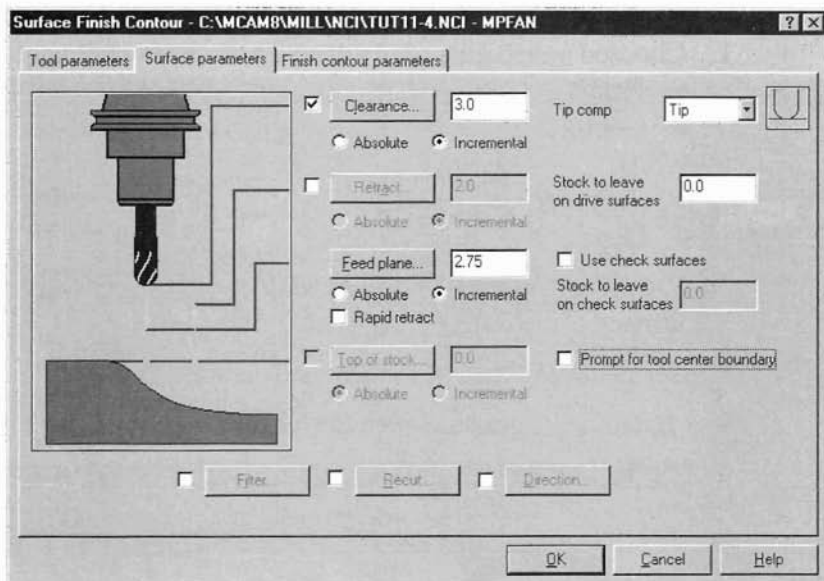 Surface Finish Contour - C:\MCAM8\MILL\NCI\TUT11-4.NCI - MPFAN
Tool parameters
Surface parameters
Finish contour parameters
Clearance... 3.0
Absolute Incremental
Tip comp Tip
Retract... 2.0
Absolute Incremental
Stock to leave
on drive surfaces 0.0
Feed plane... 2.75
Absolute Incremental
Rapid retract
Use check surfaces
Stock to leave
on check surfaces 0.0
Top of stock... 0.0
Absolute Incremental
Prompt for tool center boundary
Filter... Recut... Direction...
OK Cancel Help